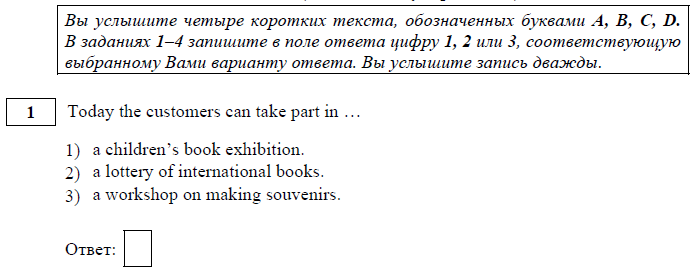 Вы услышите четыре коротких текста, обозначенных буквами A, B, C, D.
В заданиях 1–4 запишите в поле ответа цифру 1, 2 или 3, соответствующую
выбранному Вами варианту ответа. Вы услышите запись дважды.
1 Today the customers can take part in …
1) a children's book exhibition.
2) a lottery of international books.
3) a workshop on making souvenirs.
Ответ: